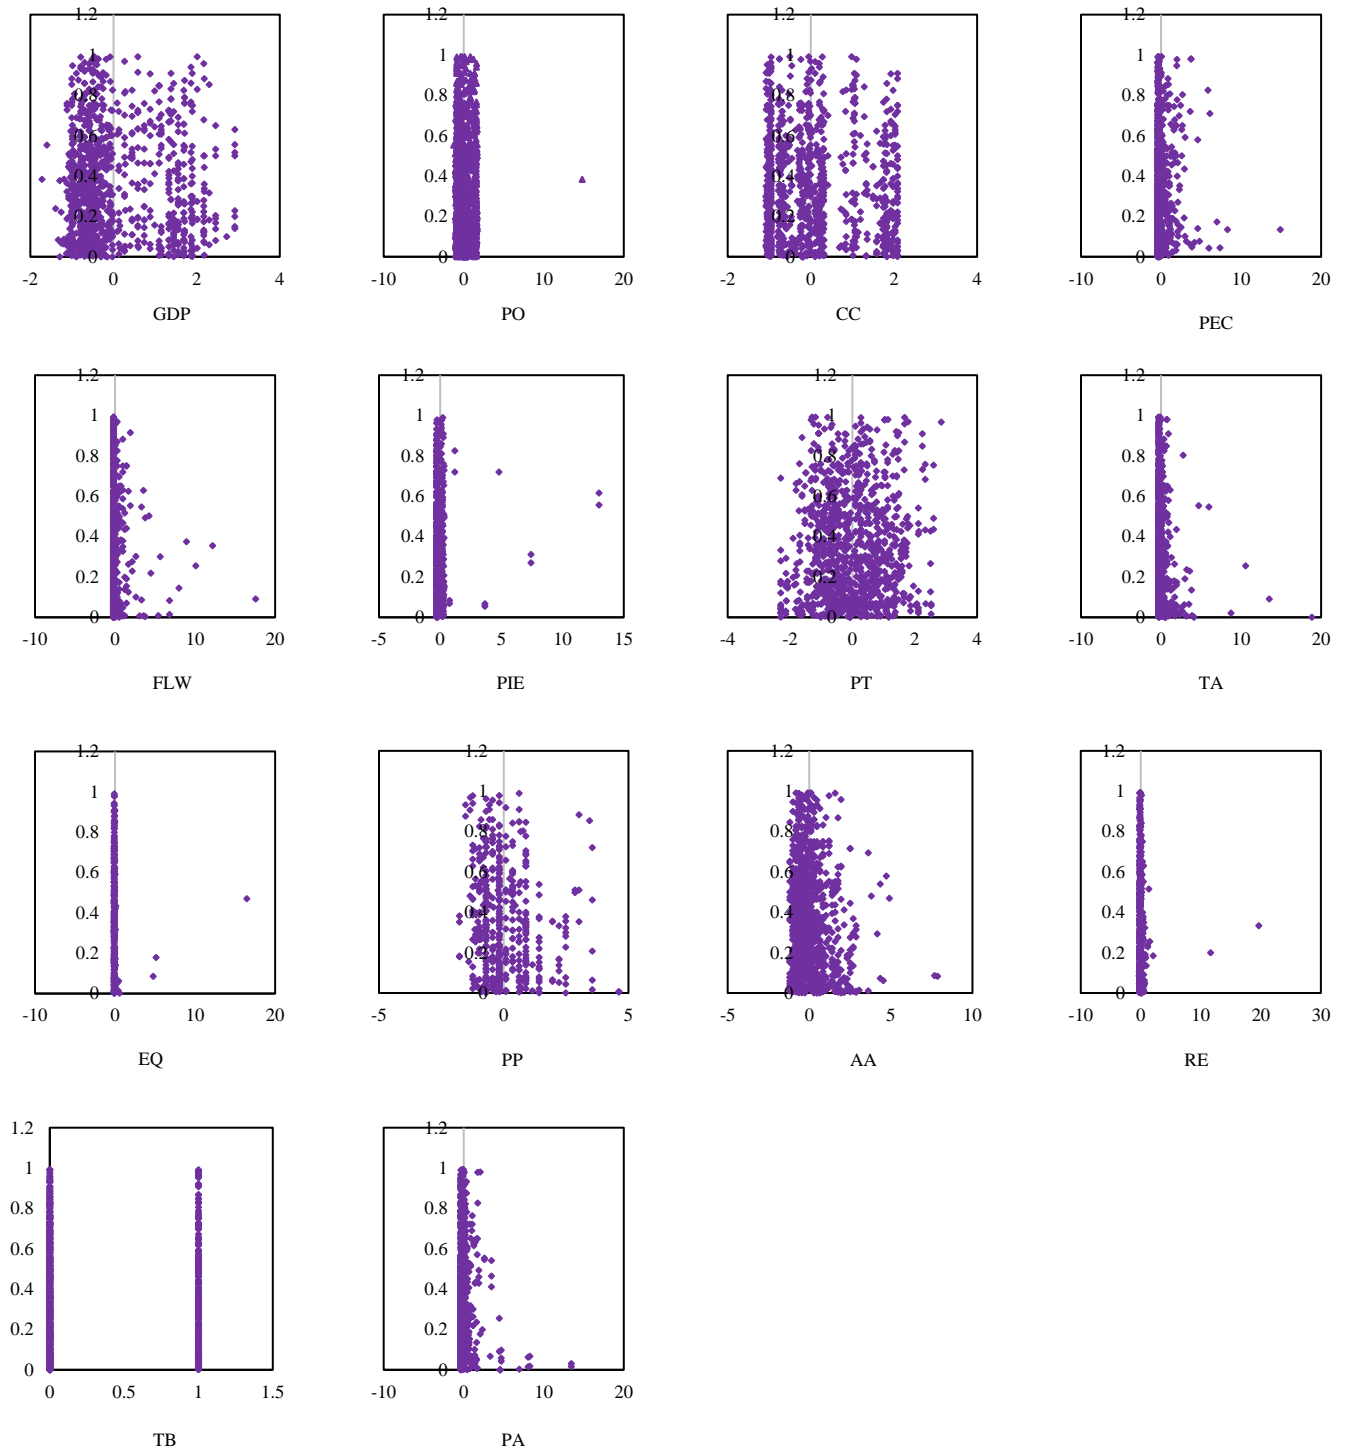 1.2 1.2 1.2 1.2
1 1 1 1
0.8 0.8 0.8 0.8
0.6 0.6 0.6 0.6
0.4 0.4 0.4 0.4
0.2 0.2 0.2 0.2
0 0 0 0
-2 0 2 4 -10 0 10 20 -2 0 2 4 -10 0 10 20
GDP PO CC PEC
1.2 1.2 1.2 1.2
1 1 1 1
0.8 0.8 0.8 0.8
0.6 0.6 0.6 0.6
0.4 0.4 0.4 0.4
0.2 0.2 0.2 0.2
0 0 0 0
-10 0 10 20 -5 0 5 10 15 -4 -2 0 2 4 -10 0 10 20
FLW PIE PT TA
1.2 1.2 1.2 1.2
1 1 1 1
0.8 0.8 0.8 0.8
0.6 0.6 0.6 0.6
0.4 0.4 0.4 0.4
0.2 0.2 0.2 0.2
0 0 0 0
-10 0 10 20 -5 0 5 -5 0 5 10 -10 0 10 20 30
EQ PP AA RE
1.2 1.2
1 1
0.8 0.8
0.6 0.6
0.4 0.4
0.2 0.2
0 0
0 0.5 1 1.5 -10 0 10 20
TB PA